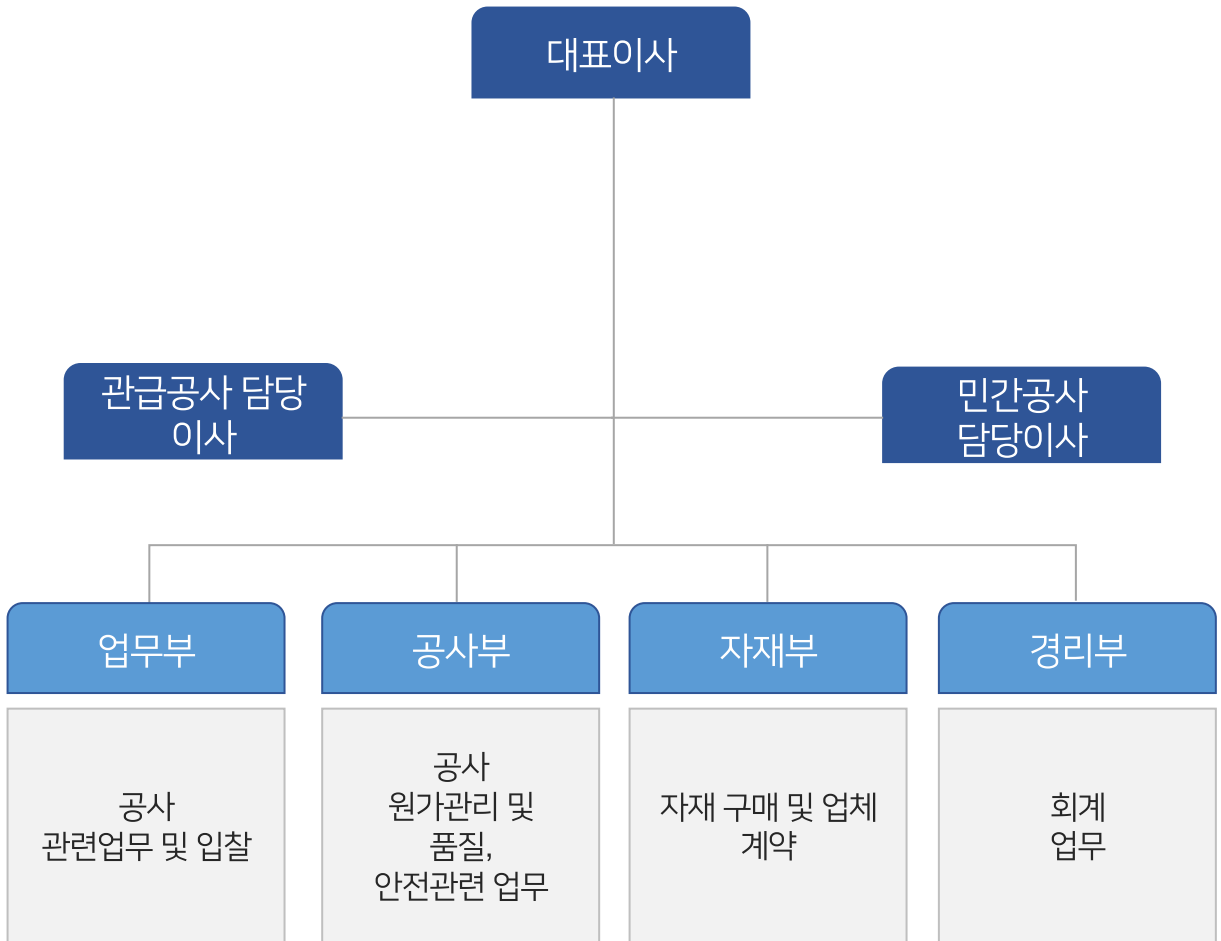 대표이사
관급공사 담당
이사
민간공사
담당이사
업무부
공사부
자재부
경리부
공사
관련업무 및 입찰
공사
원가관리 및
품질,
안전관련 업무
자재 구매 및 업체
계약
회계
업무